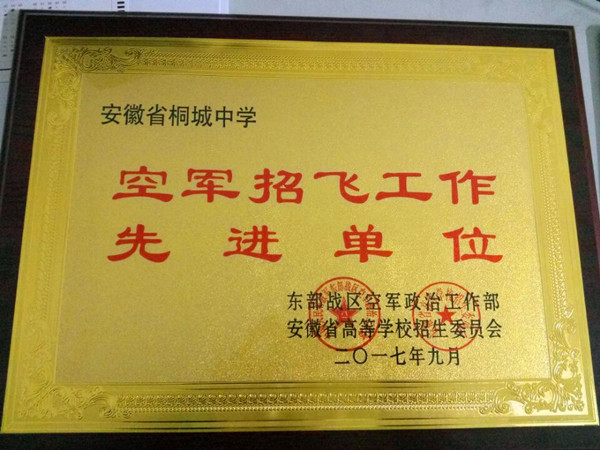 安徽省桐城中学
空军招飞工作
先进单位
东部战区空军政治工作部
安徽省高等学校招生委员会
二〇一七年九月